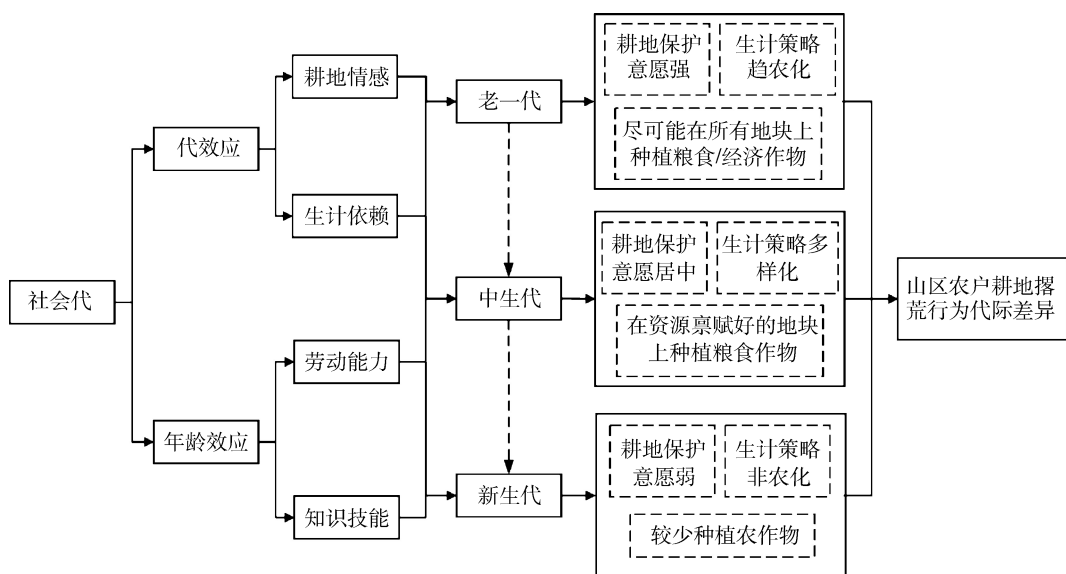 社会代
代效应
年龄效应
耕地情感
生计依赖
劳动能力
知识技能
老一代
中生代
新生代
耕地保护
意愿强
生计策略
趋农化
尽可能在所有地块上
种植粮食/经济作物
耕地保护
意愿居中
生计策略多
样化
在资源禀赋好的地块
上种植粮食作物
耕地保护
意愿弱
生计策略
非农化
较少种植农作物
山区农户耕地撂
荒行为代际差异